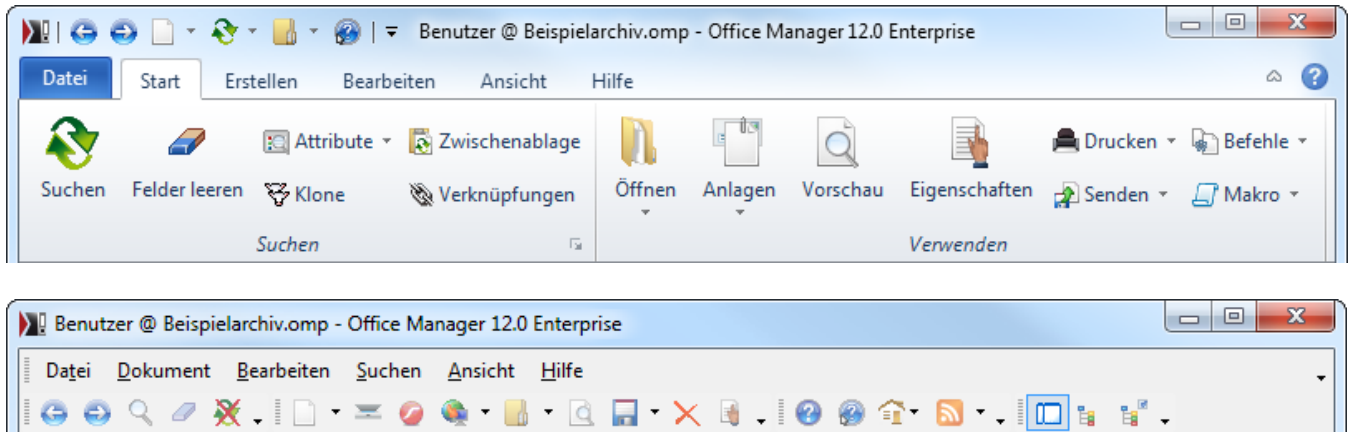 Benutzer @ Beispielarchiv.omp - Office Manager 12.0 Enterprise
Datei Start Erstellen Bearbeiten Ansicht Hilfe
Attribute Zwischenablage Drucken Befehle
Suchen Felder leeren Klone Verknüpfungen Öffnen Anlagen Vorschau Eigenschaften Senden Makro
Suchen Verwenden
Benutzer @ Beispielarchiv.omp - Office Manager 12.0 Enterprise
Datei Dokument Bearbeiten Suchen Ansicht Hilfe